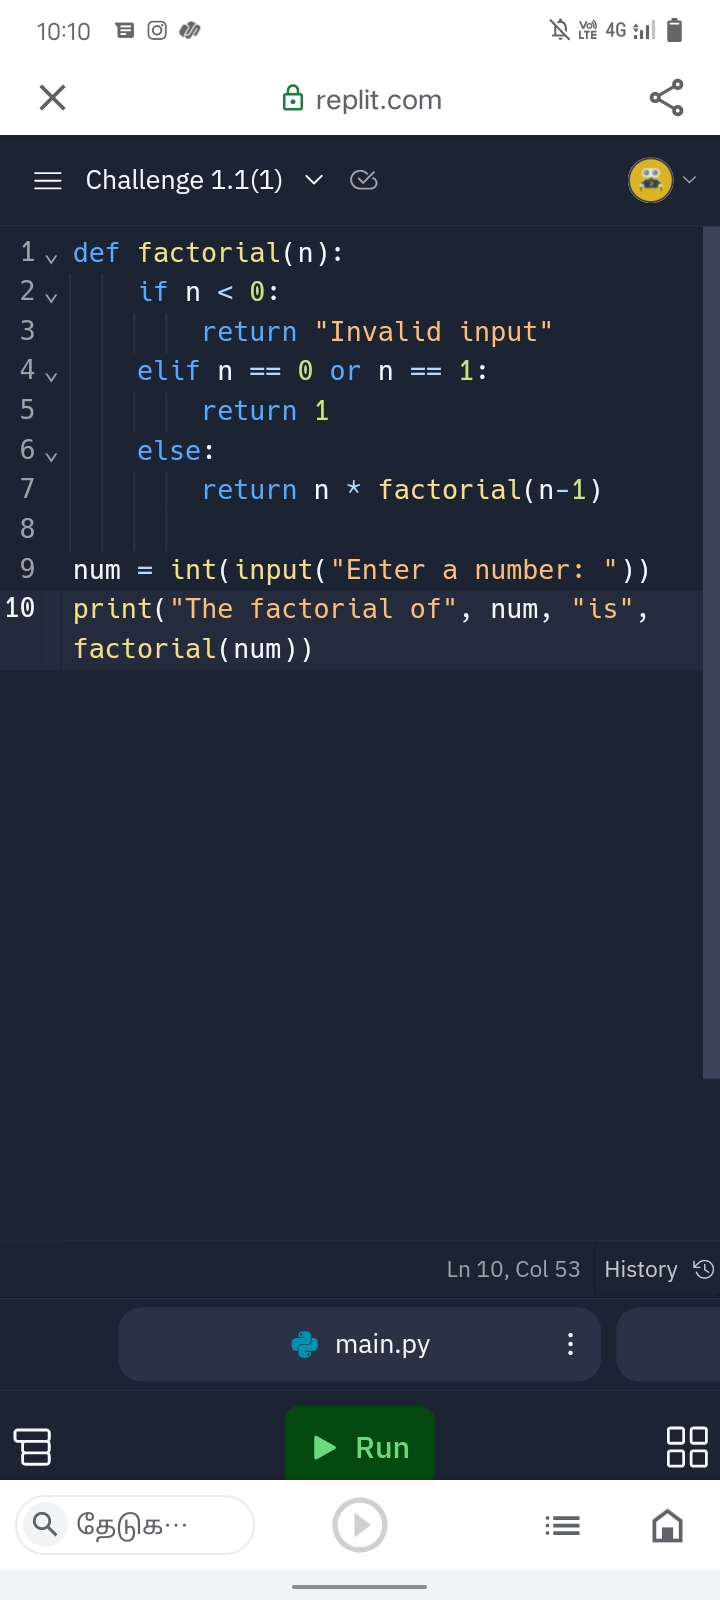 10:10 Vo) LTE 4G
replit.com
Challenge 1.1(1)
1 def factorial(n):
2 if n < 0:
3 return "Invalid input"
4 elif n == 0 or n == 1:
5 return 1
6 else:
7 return n * factorial(n-1)
8
9 num = int(input("Enter a number: "))
10 print("The factorial of", num, "is",
factorial(num))
Ln 10, Col 53 History
main.py
Run
தேடுக...